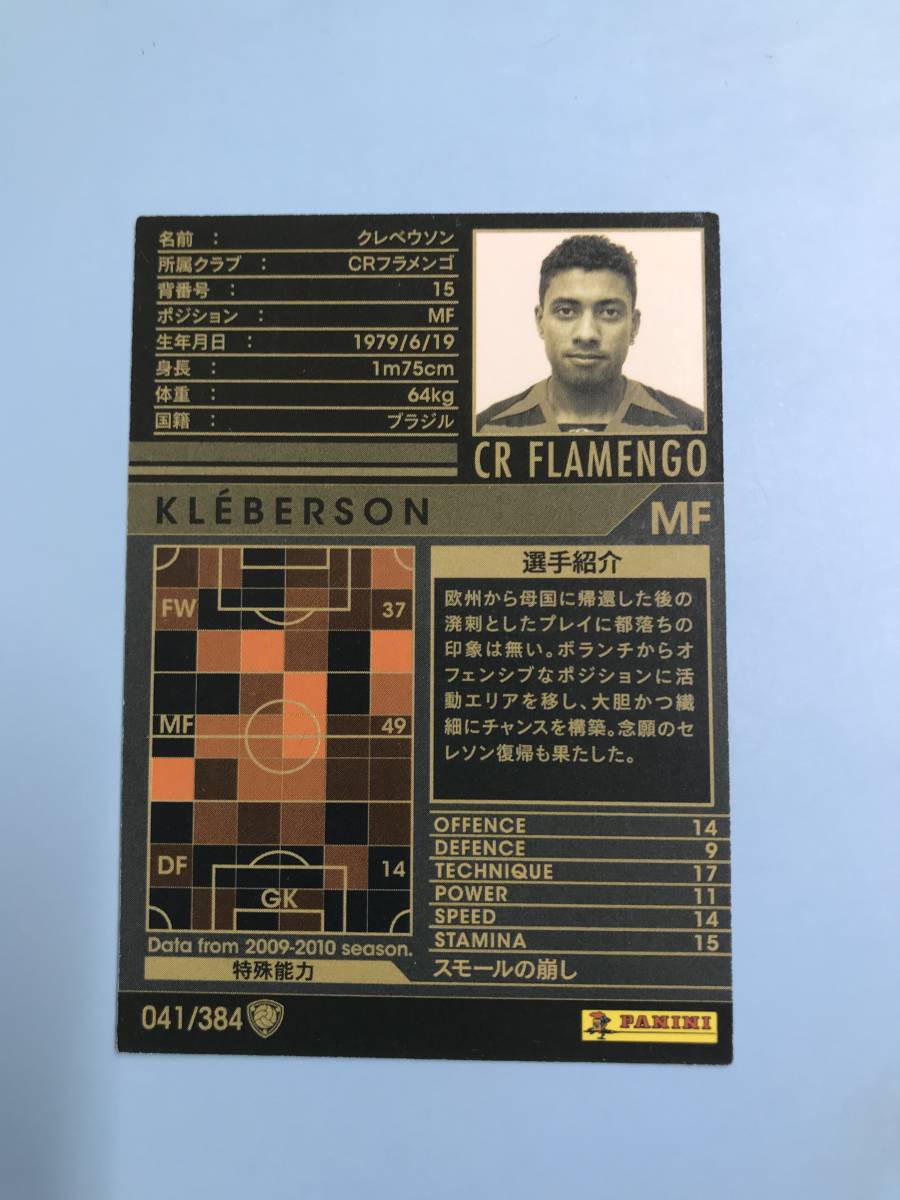 名前 : クレベウソン
所属クラブ : CRフラメンゴ
背番号 : 15
ポジション : MF
生年月日 : 1979/6/19
身長 : 1m75cm
体重 : 64kg
国籍 : ブラジル
CR FLAMENGO
KLÉBERSON
MF
FW 37
MF 49
DF 14
GK
Data from 2009-2010 season.
選手紹介
欧州から母国に帰還した後の
溌剌としたプレイに都落ちの
印象は無い。ボランチからオ
フェンシブなポジションに活
動エリアを移し、大胆かつ繊
細にチャンスを構築。念願のセ
レソン復帰も果たした。
OFFENCE 14
DEFENCE 9
TECHNIQUE 17
POWER 11
SPEED 14
STAMINA 15
特殊能力 スモールの崩し
041/384
PANINI